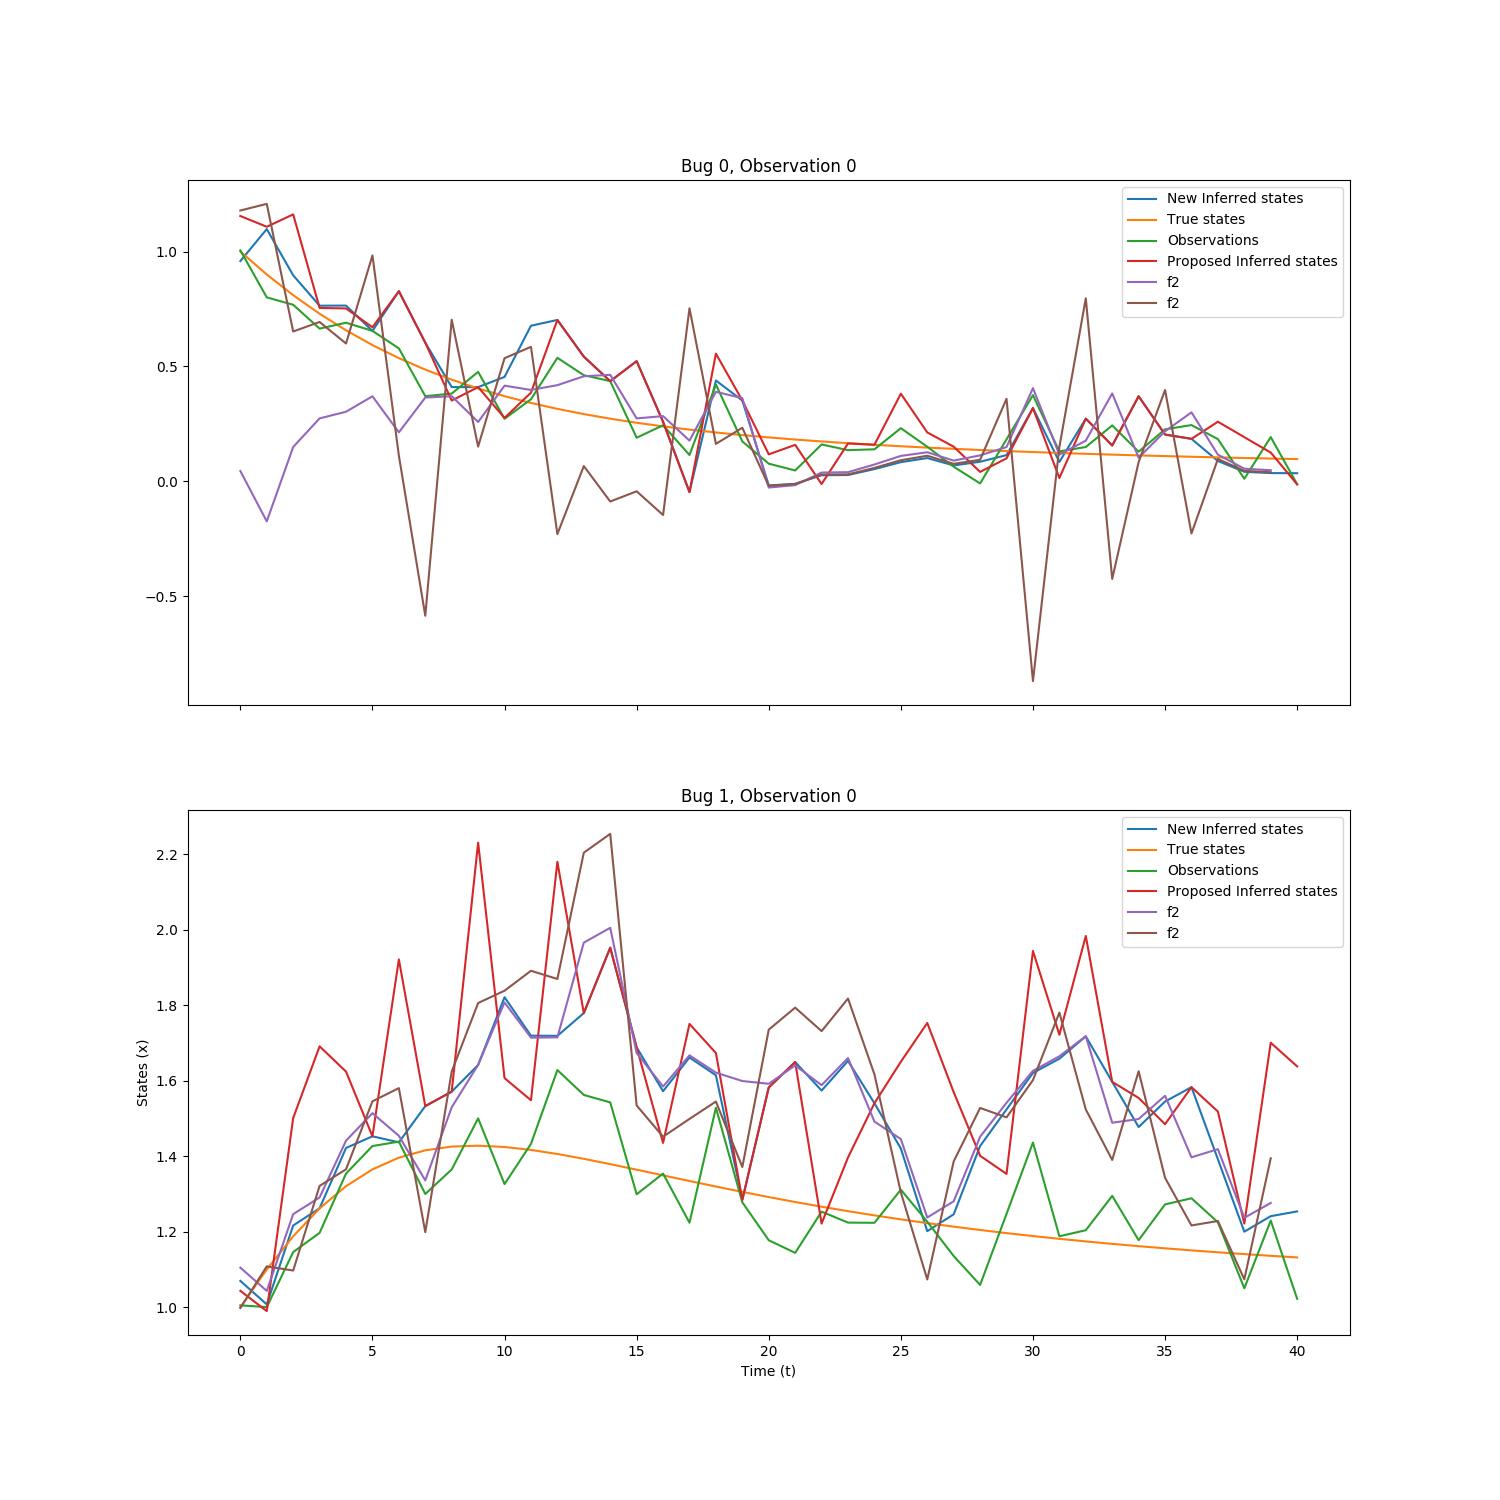 Bug 0, Observation 0
New Inferred states
True states
Observations
Proposed Inferred states
f2
f2
1.0
0.5
0.0
−0.5
Bug 1, Observation 0
New Inferred states
True states
Observations
Proposed Inferred states
f2
f2
2.2
2.0
1.8
1.6
1.4
1.2
1.0
States (x)
0 5 10 15 20 25 30 35 40
Time (t)